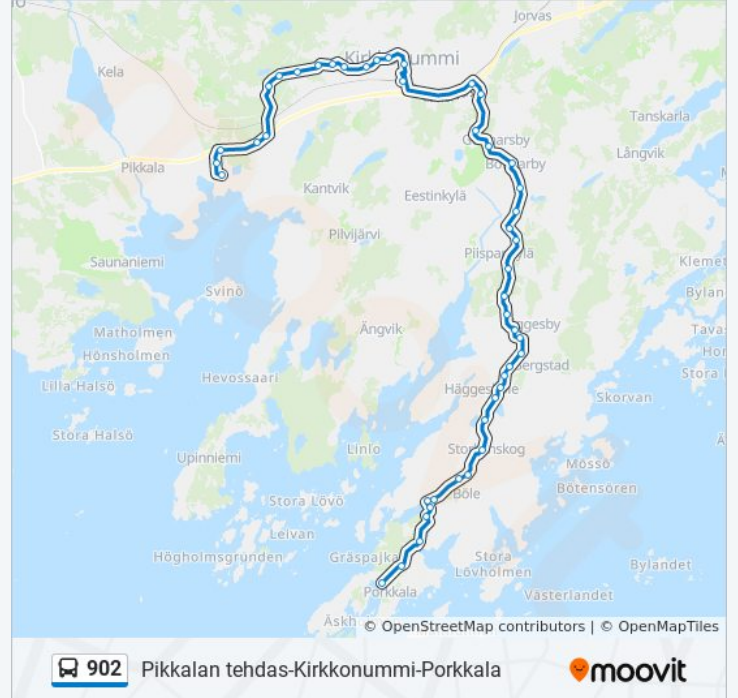 Jorvas
Kirkkonummi
Kela
Tanskarla
Långvik
Pikkala
Kantvik
Eestinkylä
Pilvijärvi
Saunaniemi
Svinö
Klemet
Bylan
Matholmen
Ängvik
Tava
Hönsholmen
Hevossaari
Lilla Halsö
Stora
Skorvan
Stora Halsö
Linlo
Upinniemi
Mössö
Bötensören
Böle
Stora Lövö
Leivan
Högholmsgrunden
Stora
Lövholmen
Bylandet
Porkkala
Västerlandet
© OpenStreetMap contributors | © OpenMapTiles
902 Pikkalan tehdas-Kirkkonummi-Porkkala
moovit